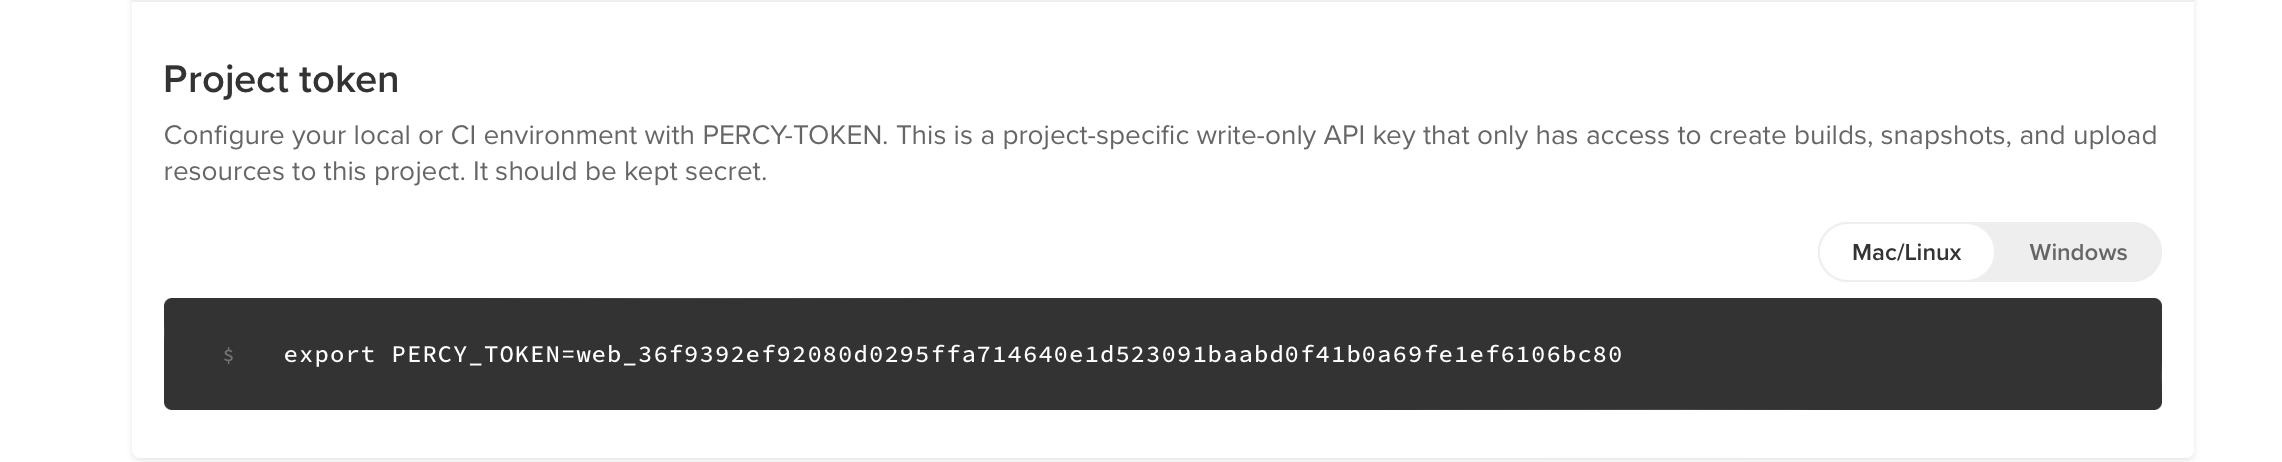 Project token
Configure your local or CI environment with PERCY-TOKEN. This is a project-specific write-only API key that only has access to create builds, snapshots, and upload
resources to this project. It should be kept secret.
Mac/Linux Windows
$ export PERCY_TOKEN=web_36f9392ef92080d0295ffa714640e1d523091baabd0f41b0a69fe1ef6106bc80